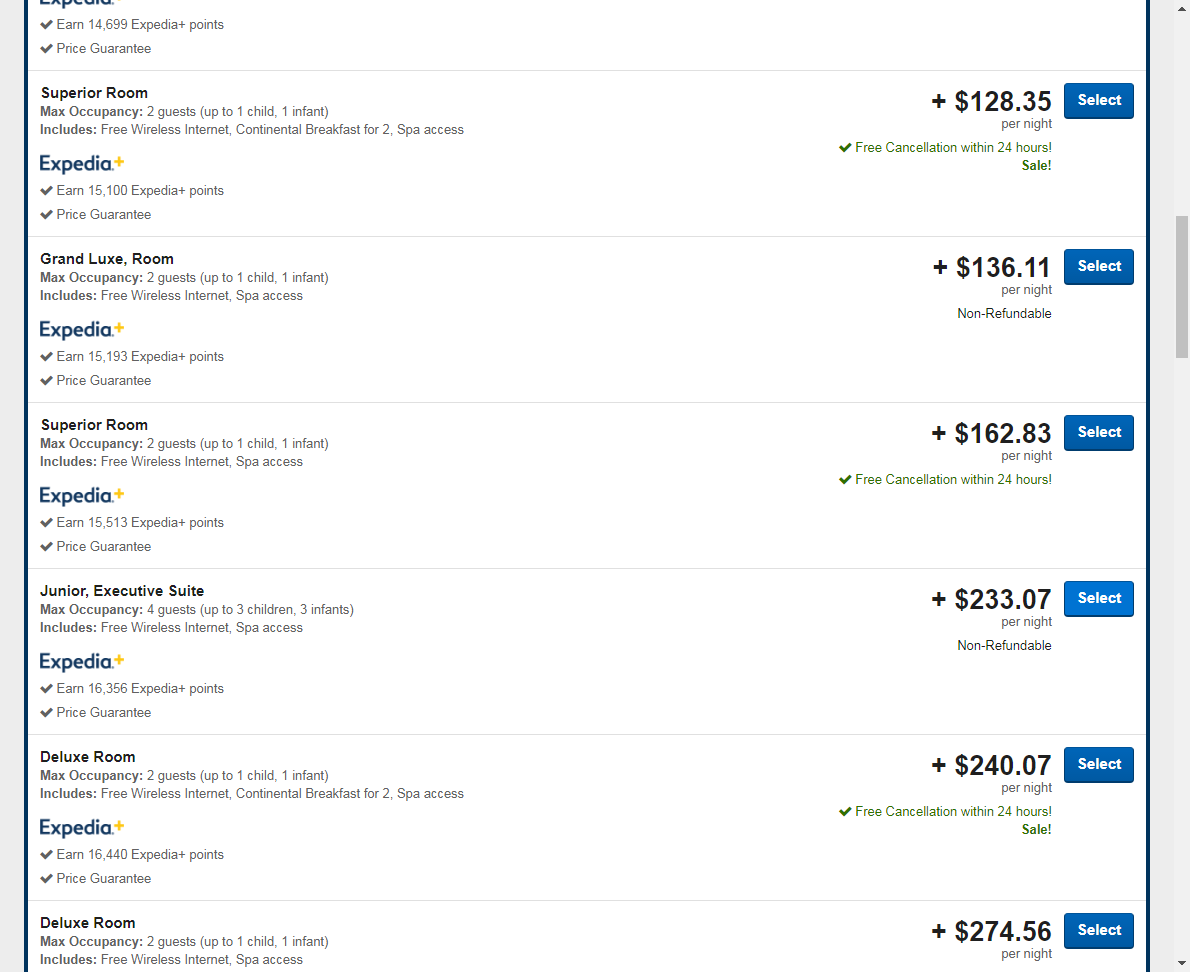 Expedia+
✓ Earn 14,699 Expedia+ points
✓ Price Guarantee
Superior Room
Max Occupancy: 2 guests (up to 1 child, 1 infant)
Includes: Free Wireless Internet, Continental Breakfast for 2, Spa access
Expedia+
✓ Earn 15,100 Expedia+ points
✓ Price Guarantee
+ $128.35
per night
✓ Free Cancellation within 24 hours!
Sale!
Select
Grand Luxe, Room
Max Occupancy: 2 guests (up to 1 child, 1 infant)
Includes: Free Wireless Internet, Spa access
Expedia+
✓ Earn 15,193 Expedia+ points
✓ Price Guarantee
+ $136.11
per night
Non-Refundable
Select
Superior Room
Max Occupancy: 2 guests (up to 1 child, 1 infant)
Includes: Free Wireless Internet, Spa access
Expedia+
✓ Earn 15,513 Expedia+ points
✓ Price Guarantee
+ $162.83
per night
✓ Free Cancellation within 24 hours!
Select
Junior, Executive Suite
Max Occupancy: 4 guests (up to 3 children, 3 infants)
Includes: Free Wireless Internet, Spa access
Expedia+
✓ Earn 16,356 Expedia+ points
✓ Price Guarantee
+ $233.07
per night
Non-Refundable
Select
Deluxe Room
Max Occupancy: 2 guests (up to 1 child, 1 infant)
Includes: Free Wireless Internet, Continental Breakfast for 2, Spa access
Expedia+
✓ Earn 16,440 Expedia+ points
✓ Price Guarantee
+ $240.07
per night
✓ Free Cancellation within 24 hours!
Sale!
Select
Deluxe Room
Max Occupancy: 2 guests (up to 1 child, 1 infant)
Includes: Free Wireless Internet, Spa access
+ $274.56
per night
Select